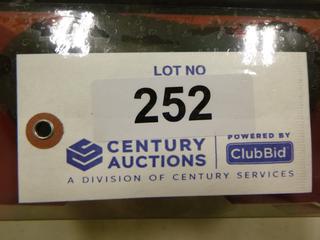 LOT NO
252
CENTURY
AUCTIONS
POWERED BY
ClubBid
A DIVISION OF CENTURY SERVICES